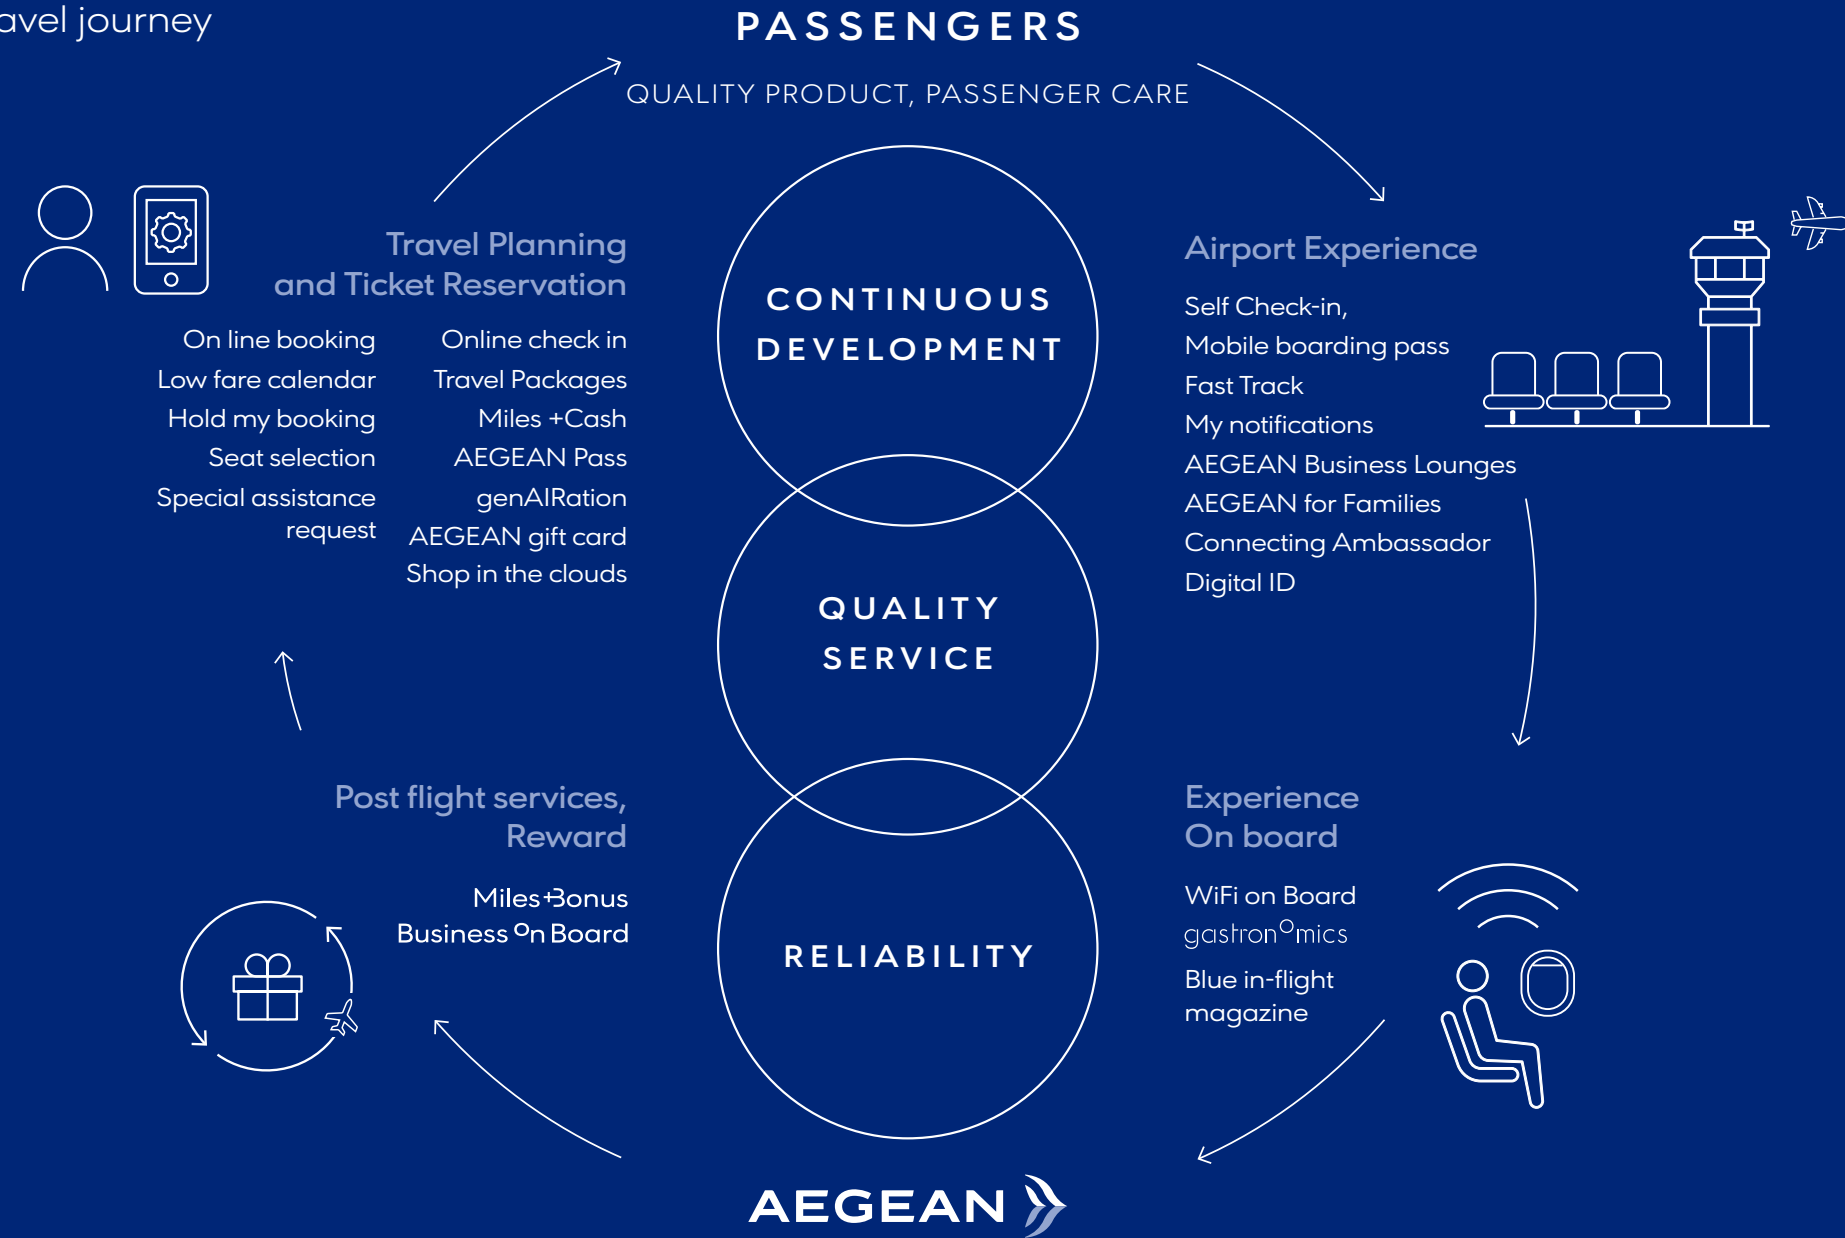 avel journey
PASSENGERS
QUALITY PRODUCT, PASSENGER CARE
Travel Planning
and Ticket Reservation
On line booking
Low fare calendar
Hold my booking
Seat selection
Special assistance
request
Online check in
Travel Packages
Miles +Cash
AEGEAN Pass
genAIRation
AEGEAN gift card
Shop in the clouds
CONTINUOUS
DEVELOPMENT
QUALITY
SERVICE
RELIABILITY
Airport Experience
Self Check-in,
Mobile boarding pass
Fast Track
My notifications
AEGEAN Business Lounges
AEGEAN for Families
Connecting Ambassador
Digital ID
Experience
On board
WiFi on Board
gastronomics
Blue in-flight
magazine
Post flight services,
Reward
Miles+Bonus
Business On Board
AEGEAN